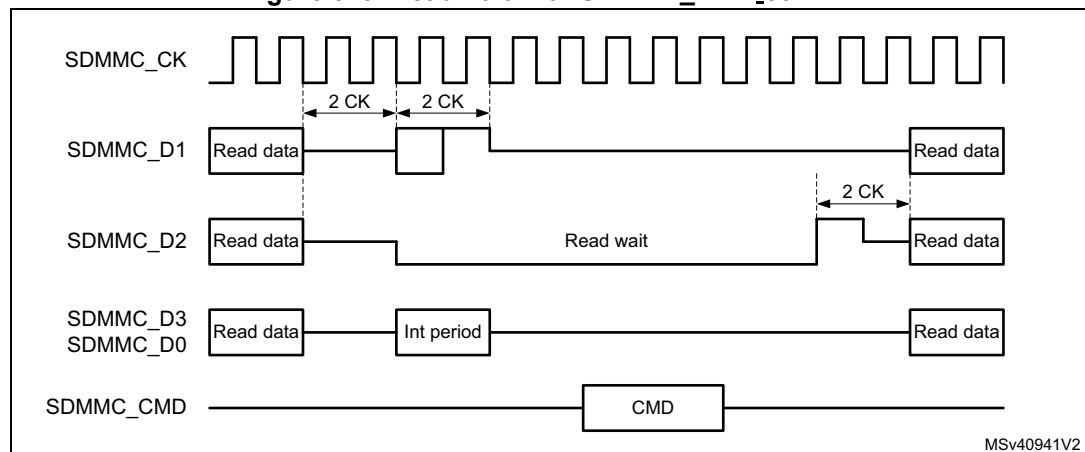 SDMMC_CK
2 CK 2 CK
SDMMC_D1 Read data Read data
2 CK
SDMMC_D2 Read data Read wait Read data
SDMMC_D3
SDMMC_D0 Read data Int period Read data
SDMMC_CMD CMD
MSv40941V2